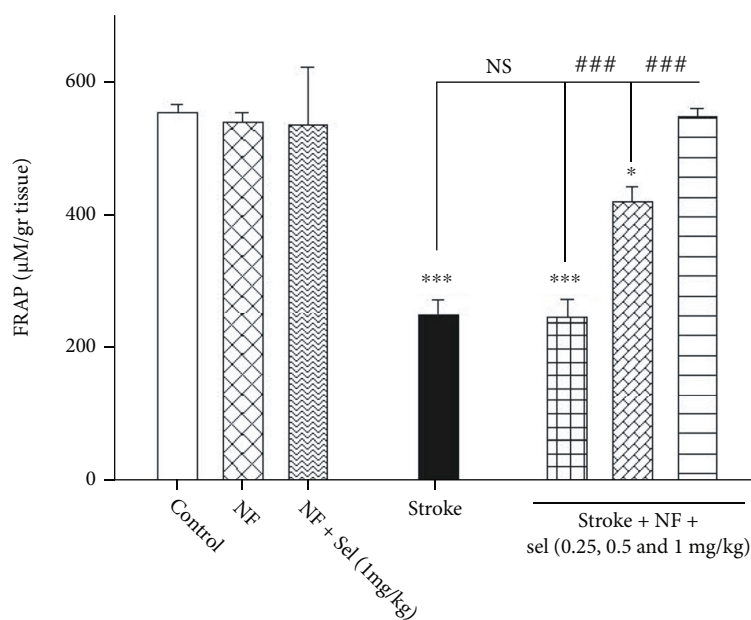 FRAP (μM/gr tissue)
600
400
200
0
NS
###
###
***
***
*
Control
NF
NF + Sel (1mg/kg)
Stroke
Stroke + NF +
sel (0.25, 0.5 and 1 mg/kg)